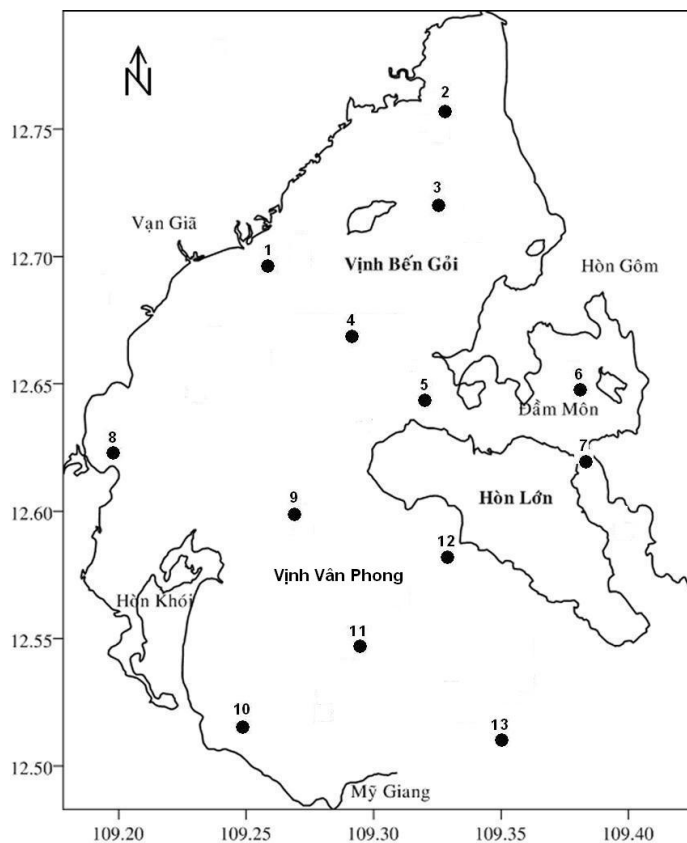 N
2
12.75
3
Vạn Giã
1
Vịnh Bến Gỏi
Hòn Gôm
12.70
4
6
5
12.65
Đầm Môn
8
7
9
Hòn Lớn
12.60
12
Vịnh Vân Phong
Hòn Khói
11
12.55
10
13
12.50
Mỹ Giang
109.20
109.25
109.30
109.35
109.40